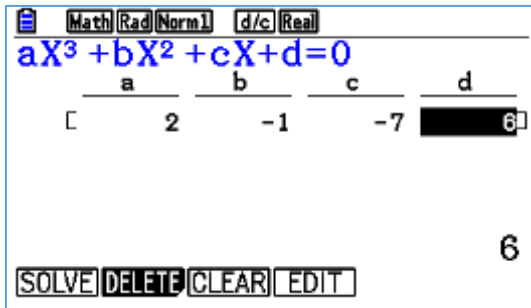 Math Rad Norm1 d/c Real
aX³ +bX² +cX+d=0
a b c d
[ 2 -1 -7 6 ]
6
SOLVE DELETE CLEAR EDIT